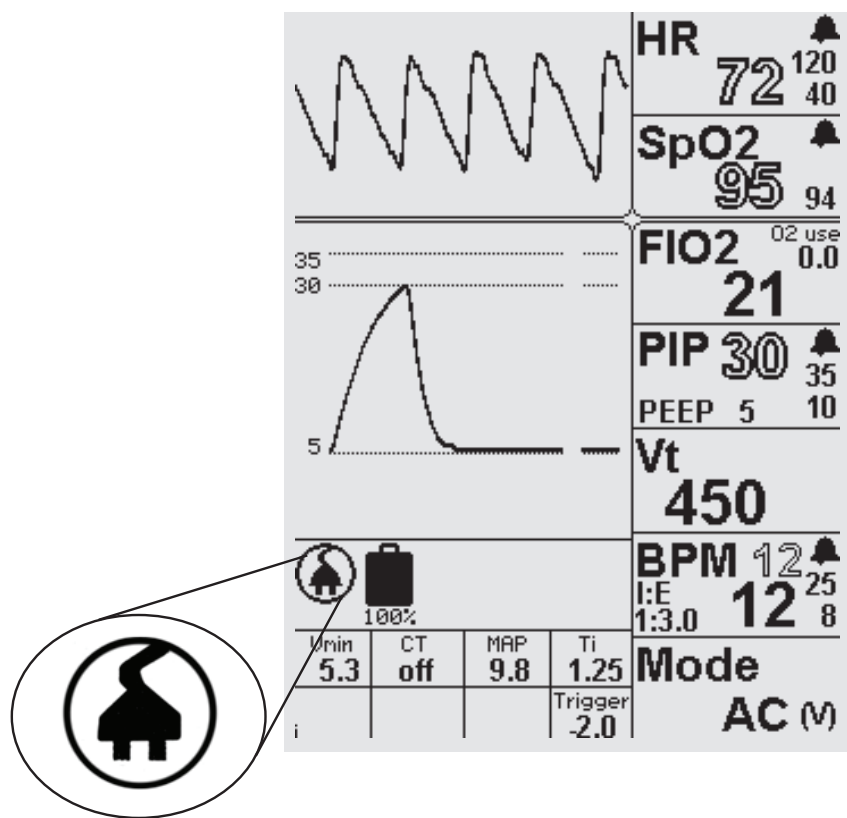 HR
72
120
40
SpO2
95
94
35
30
5
FIO2
O2 use
0.0
21
PIP 30
35
10
PEEP 5
Vt
450
BPM 12
25
8
I:E
1:3.0
12
100%
5.3
CT
off
MAP
9.8
Ti
1.25
Trigger
-2.0
Mode
AC (V)